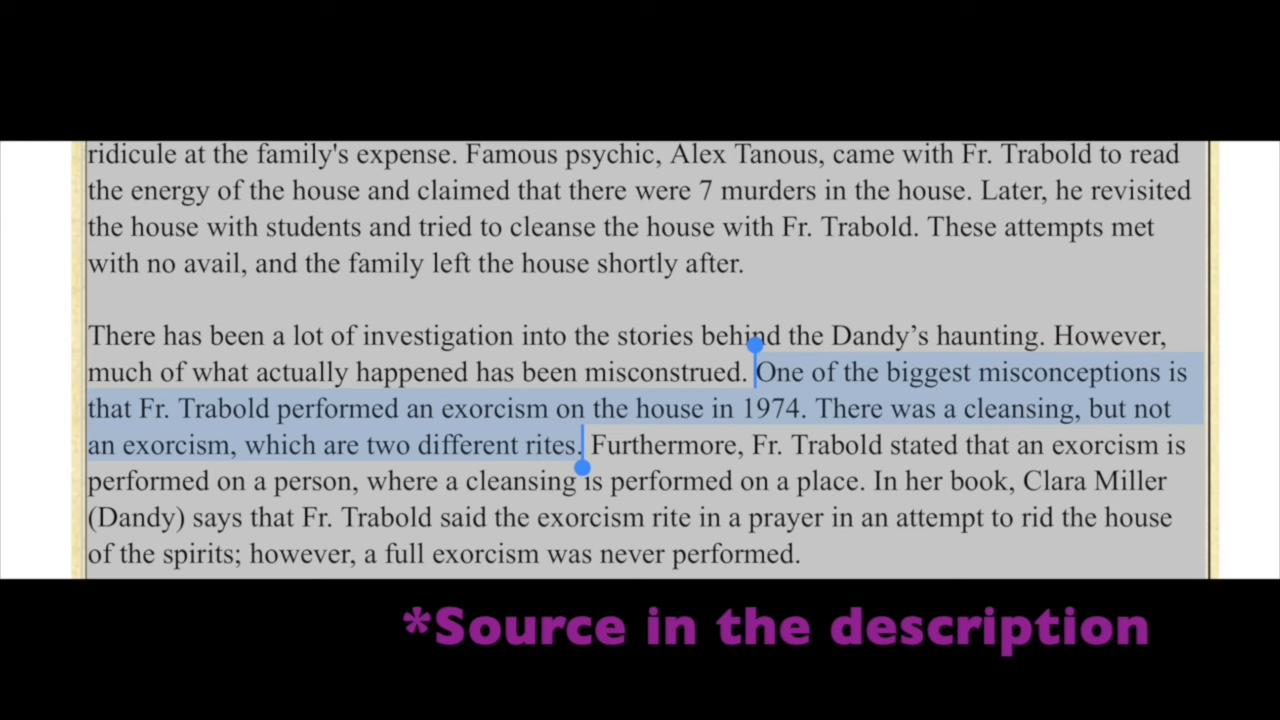 ridicule at the family's expense. Famous psychic, Alex Tanous, came with Fr. Trabold to read
the energy of the house and claimed that there were 7 murders in the house. Later, he revisited
the house with students and tried to cleanse the house with Fr. Trabold. These attempts met
with no avail, and the family left the house shortly after.
There has been a lot of investigation into the stories behind the Dandy’s haunting. However,
much of what actually happened has been misconstrued. One of the biggest misconceptions is
that Fr. Trabold performed an exorcism on the house in 1974. There was a cleansing, but not
an exorcism, which are two different rites. Furthermore, Fr. Trabold stated that an exorcism is
performed on a person, where a cleansing is performed on a place. In her book, Clara Miller
(Dandy) says that Fr. Trabold said the exorcism rite in a prayer in an attempt to rid the house
of the spirits; however, a full exorcism was never performed.
*Source in the description